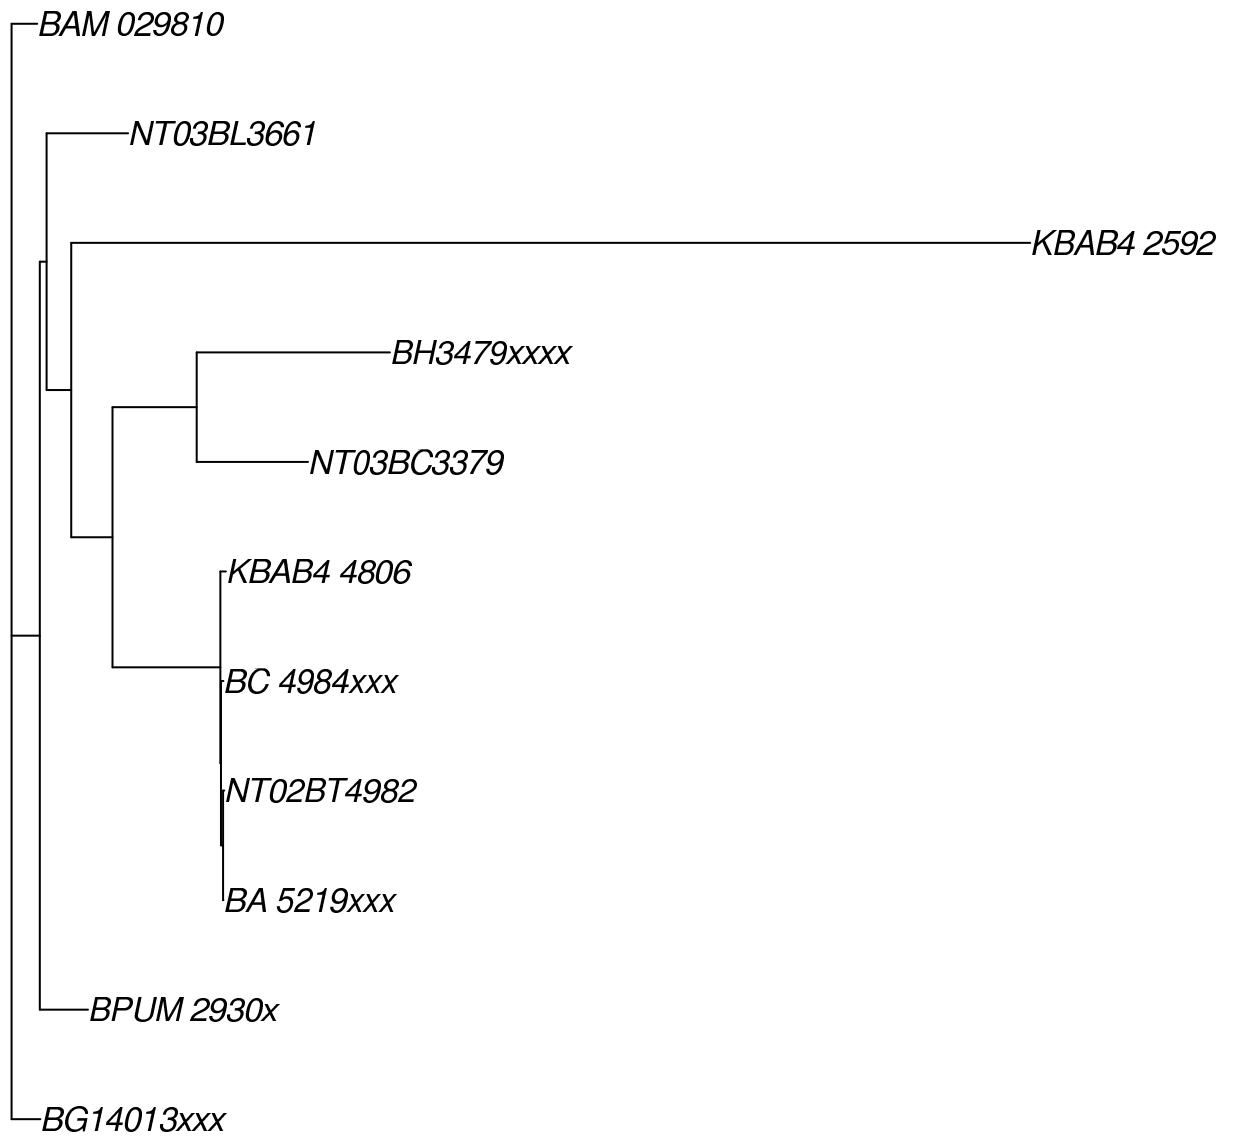 BAM 029810
NT03BL3661
KBAB4 2592
BH3479xxxx
NT03BC3379
KBAB4 4806
BC 4984xxx
NT02BT4982
BA 5219xxx
BPUM 2930x
BG14013xxx